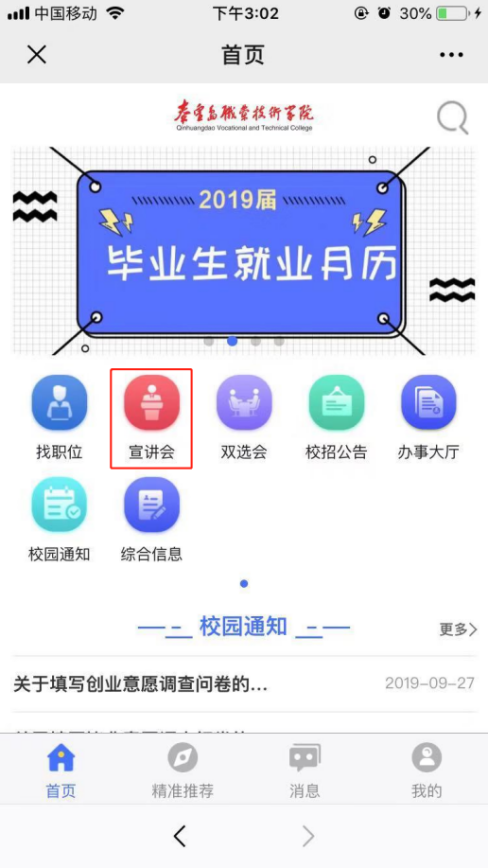 中国移动 下午3:02 30%
首页
秦皇岛职业技术学院
Qinhuangdao Vocational and Technical College
2019届
毕业生就业月历
找职位 宣讲会 双选会 校招公告 办事大厅
校园通知 综合信息
校园通知 更多>
关于填写创业意愿调查问卷的... 2019-09-27
首页 精准推荐 消息 我的